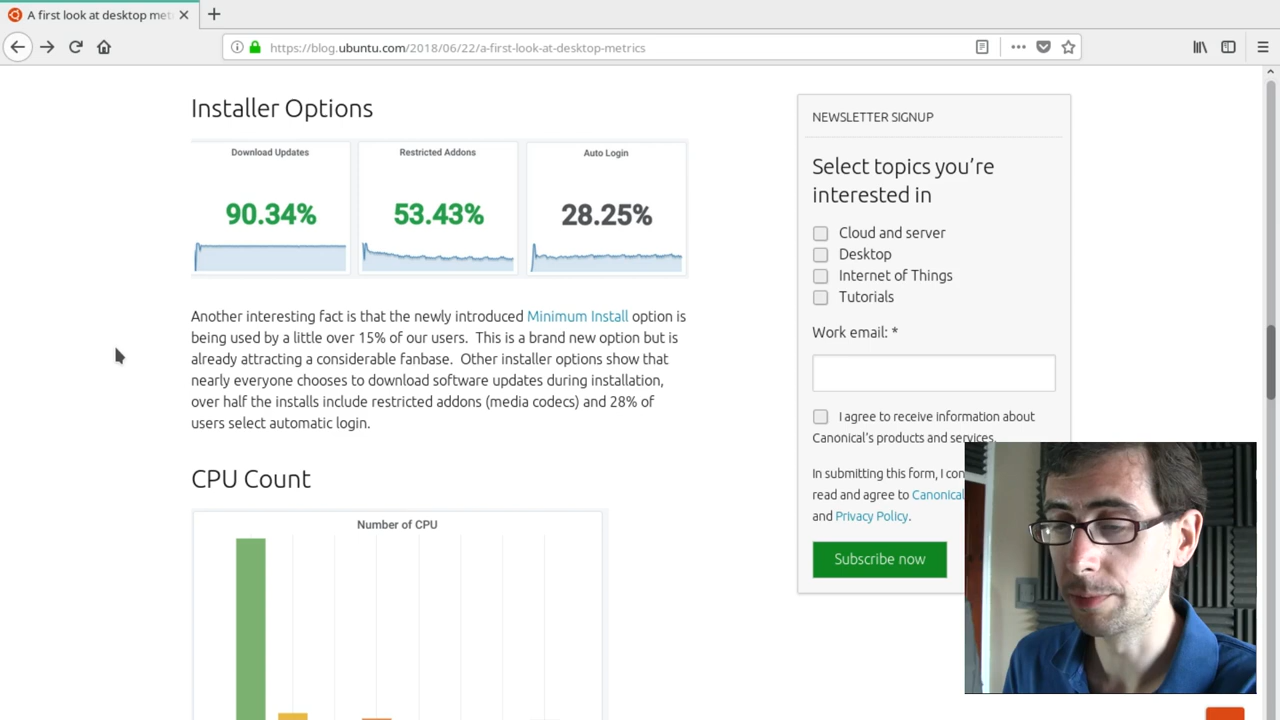 A first look at desktop met
https://blog.ubuntu.com/2018/06/22/a-first-look-at-desktop-metrics
Installer Options
Download Updates
90.34%
Restricted Addons
53.43%
Auto Login
28.25%
Another interesting fact is that the newly introduced Minimum Install option is
being used by a little over 15% of our users.  This is a brand new option but is
already attracting a considerable fanbase.  Other installer options show that
nearly everyone chooses to download software updates during installation,
over half the installs include restricted addons (media codecs) and 28% of
users select automatic login.
CPU Count
Number of CPU
NEWSLETTER SIGNUP
Select topics you’re
interested in
Cloud and server
Desktop
Internet of Things
Tutorials
Work email: *
I agree to receive information about
Canonical's products and services.
In submitting this form, I con
read and agree to Canonical
and Privacy Policy.
Subscribe now